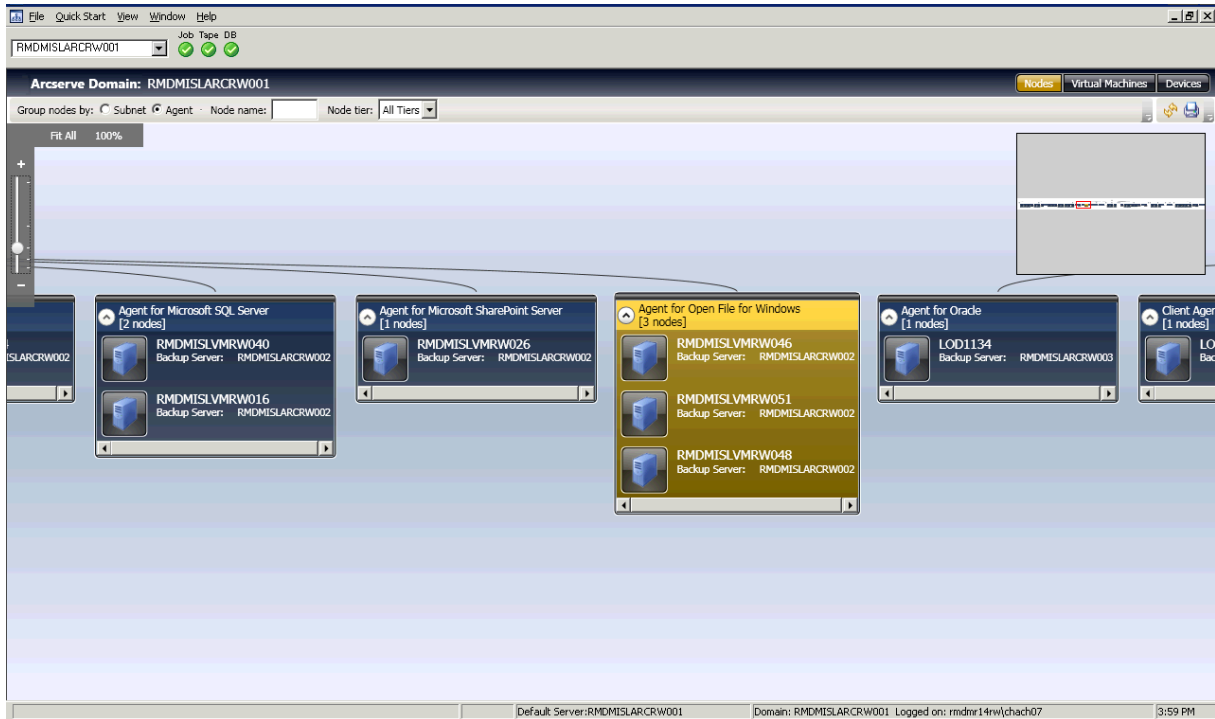 File Quick Start View Window Help
RMDMISLARCRW001
Job Tape DB
Arcserve Domain: RMDMISLARCRW001
Nodes Virtual Machines Devices
Group nodes by: Subnet Agent Node name: Node tier: All Tiers
Fit All 100%
ISLARCRW002
Agent for Microsoft SQL Server
[2 nodes]
RMDMISLVMRW040
Backup Server: RMDMISLARCRW002
RMDMISLVMRW016
Backup Server: RMDMISLARCRW002
Agent for Microsoft SharePoint Server
[1 nodes]
RMDMISLVMRW026
Backup Server: RMDMISLARCRW002
Agent for Open File for Windows
[3 nodes]
RMDMISLVMRW046
Backup Server: RMDMISLARCRW002
RMDMISLVMRW051
Backup Server: RMDMISLARCRW002
RMDMISLVMRW048
Backup Server: RMDMISLARCRW002
Agent for Oracle
[1 nodes]
LOD1134
Backup Server: RMDMISLARCRW003
Client Agen
[1 nodes]
LO
Bac
Default Server:RMDMISLARCRW001
Domain: RMDMISLARCRW001 Logged on: rmdmr14rw\chach07
3:59 PM